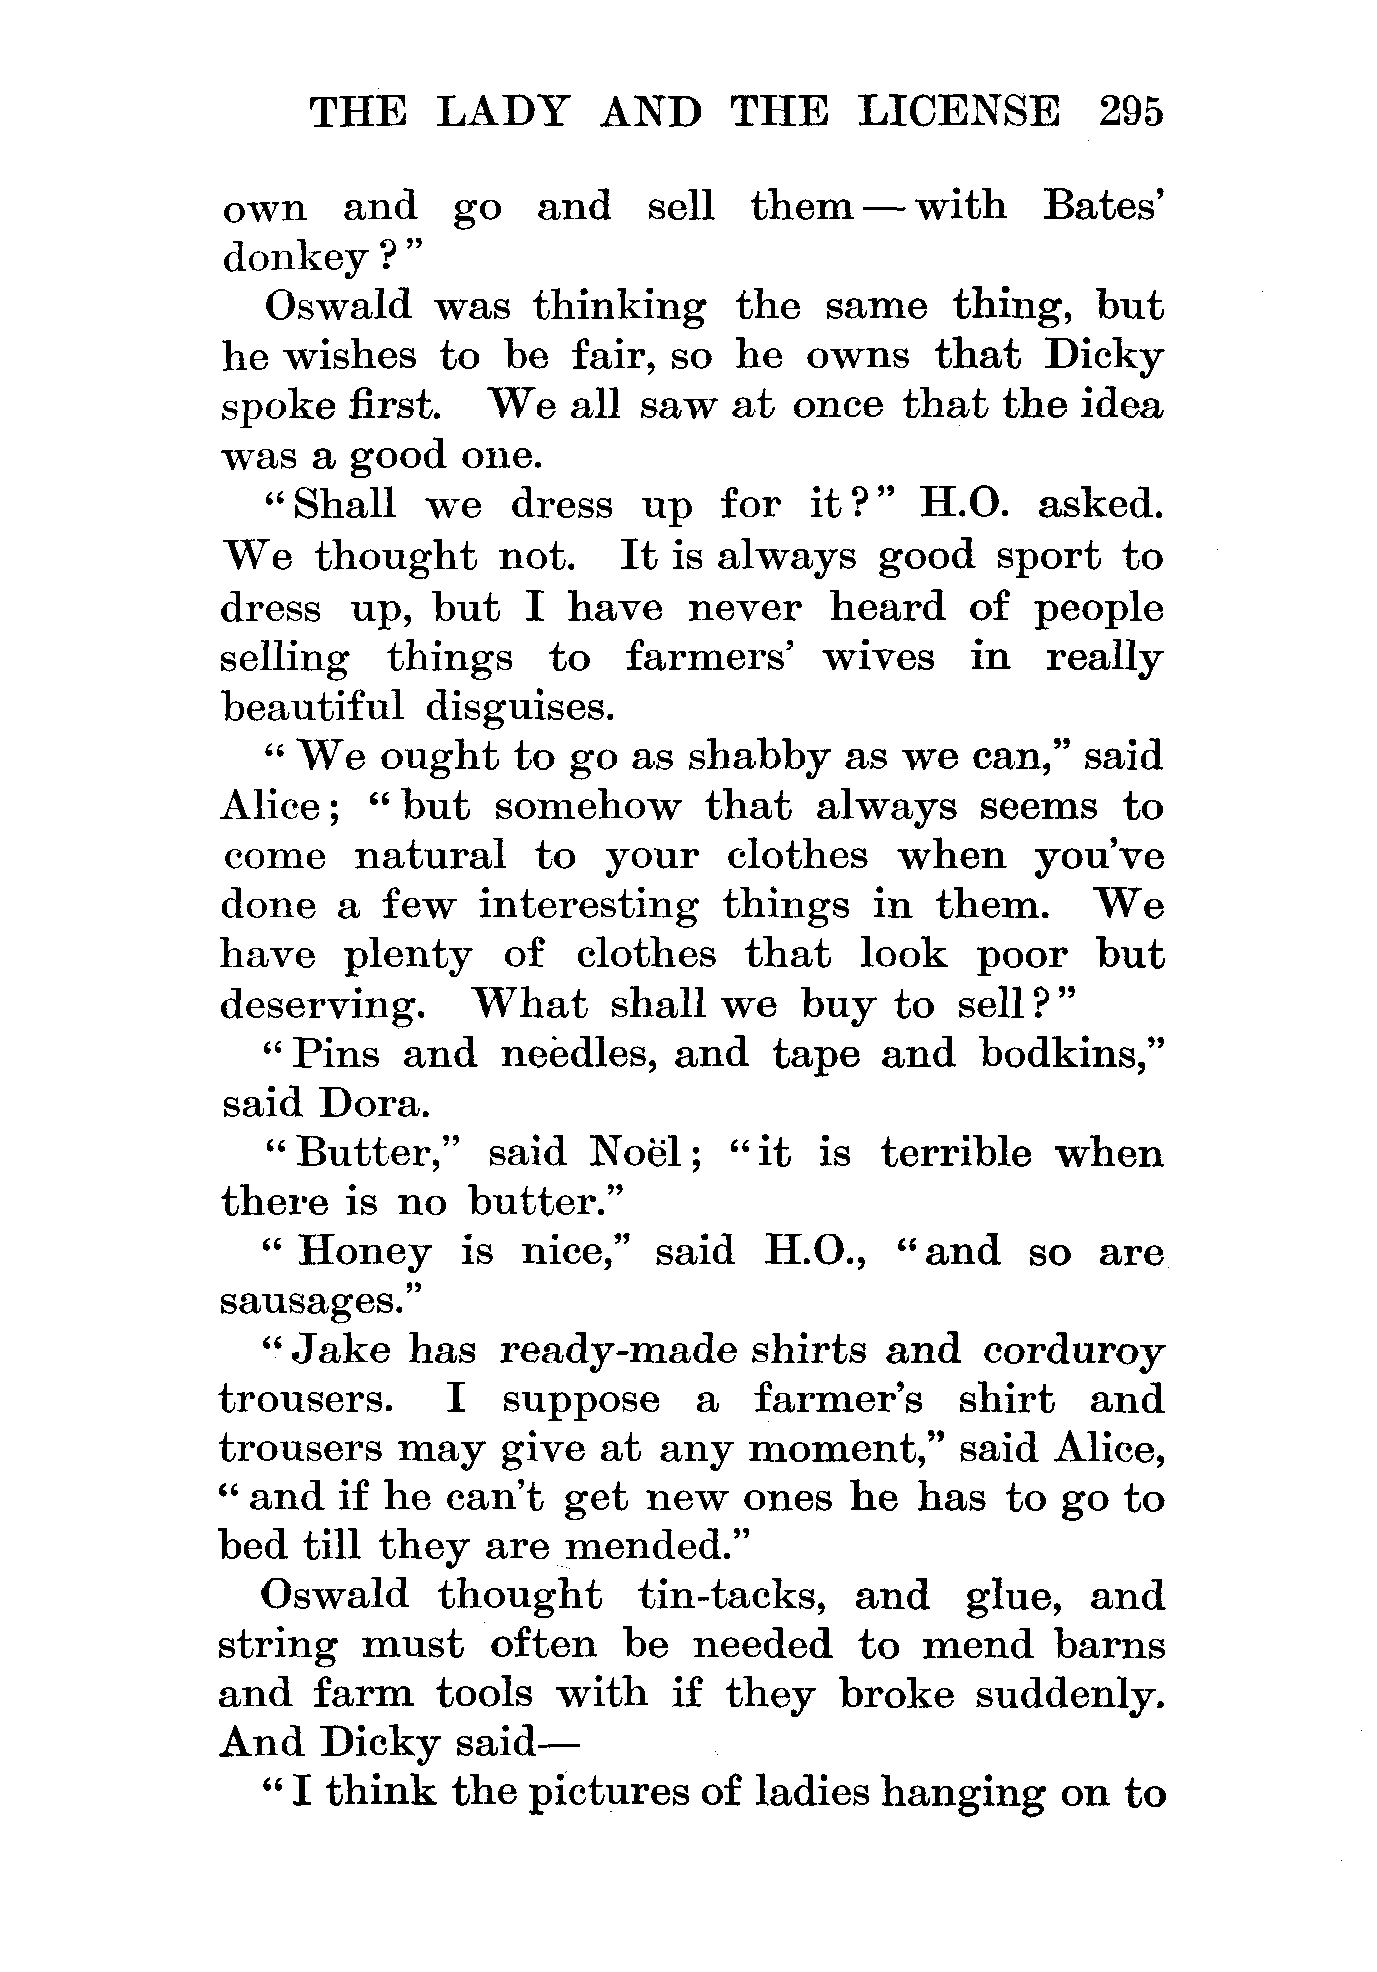 THE LADY AND THE LICENSE 295
own and go and sell them — with Bates'
donkey?"
Oswald was thinking the same thing, but
he wishes to be fair, so he owns that Dicky
spoke first. We all saw at once that the idea
was a good one.
"Shall we dress up for it?" H.O. asked.
We thought not. It is always good sport to
dress up, but I have never heard of people
selling things to farmers' wives in really
beautiful disguises.
"We ought to go as shabby as we can," said
Alice; "but somehow that always seems to
come natural to your clothes when you've
done a few interesting things in them. We
have plenty of clothes that look poor but
deserving. What shall we buy to sell?"
"Pins and needles, and tape and bodkins,"
said Dora.
"Butter," said Noël; "it is terrible when
there is no butter."
"Honey is nice," said H.O., "and so are
sausages."
"Jake has ready-made shirts and corduroy
trousers. I suppose a farmer's shirt and
trousers may give at any moment," said Alice,
"and if he can't get new ones he has to go to
bed till they are mended."
Oswald thought tin-tacks, and glue, and
string must often be needed to mend barns
and farm tools with if they broke suddenly.
And Dicky said—
"I think the pictures of ladies hanging on to